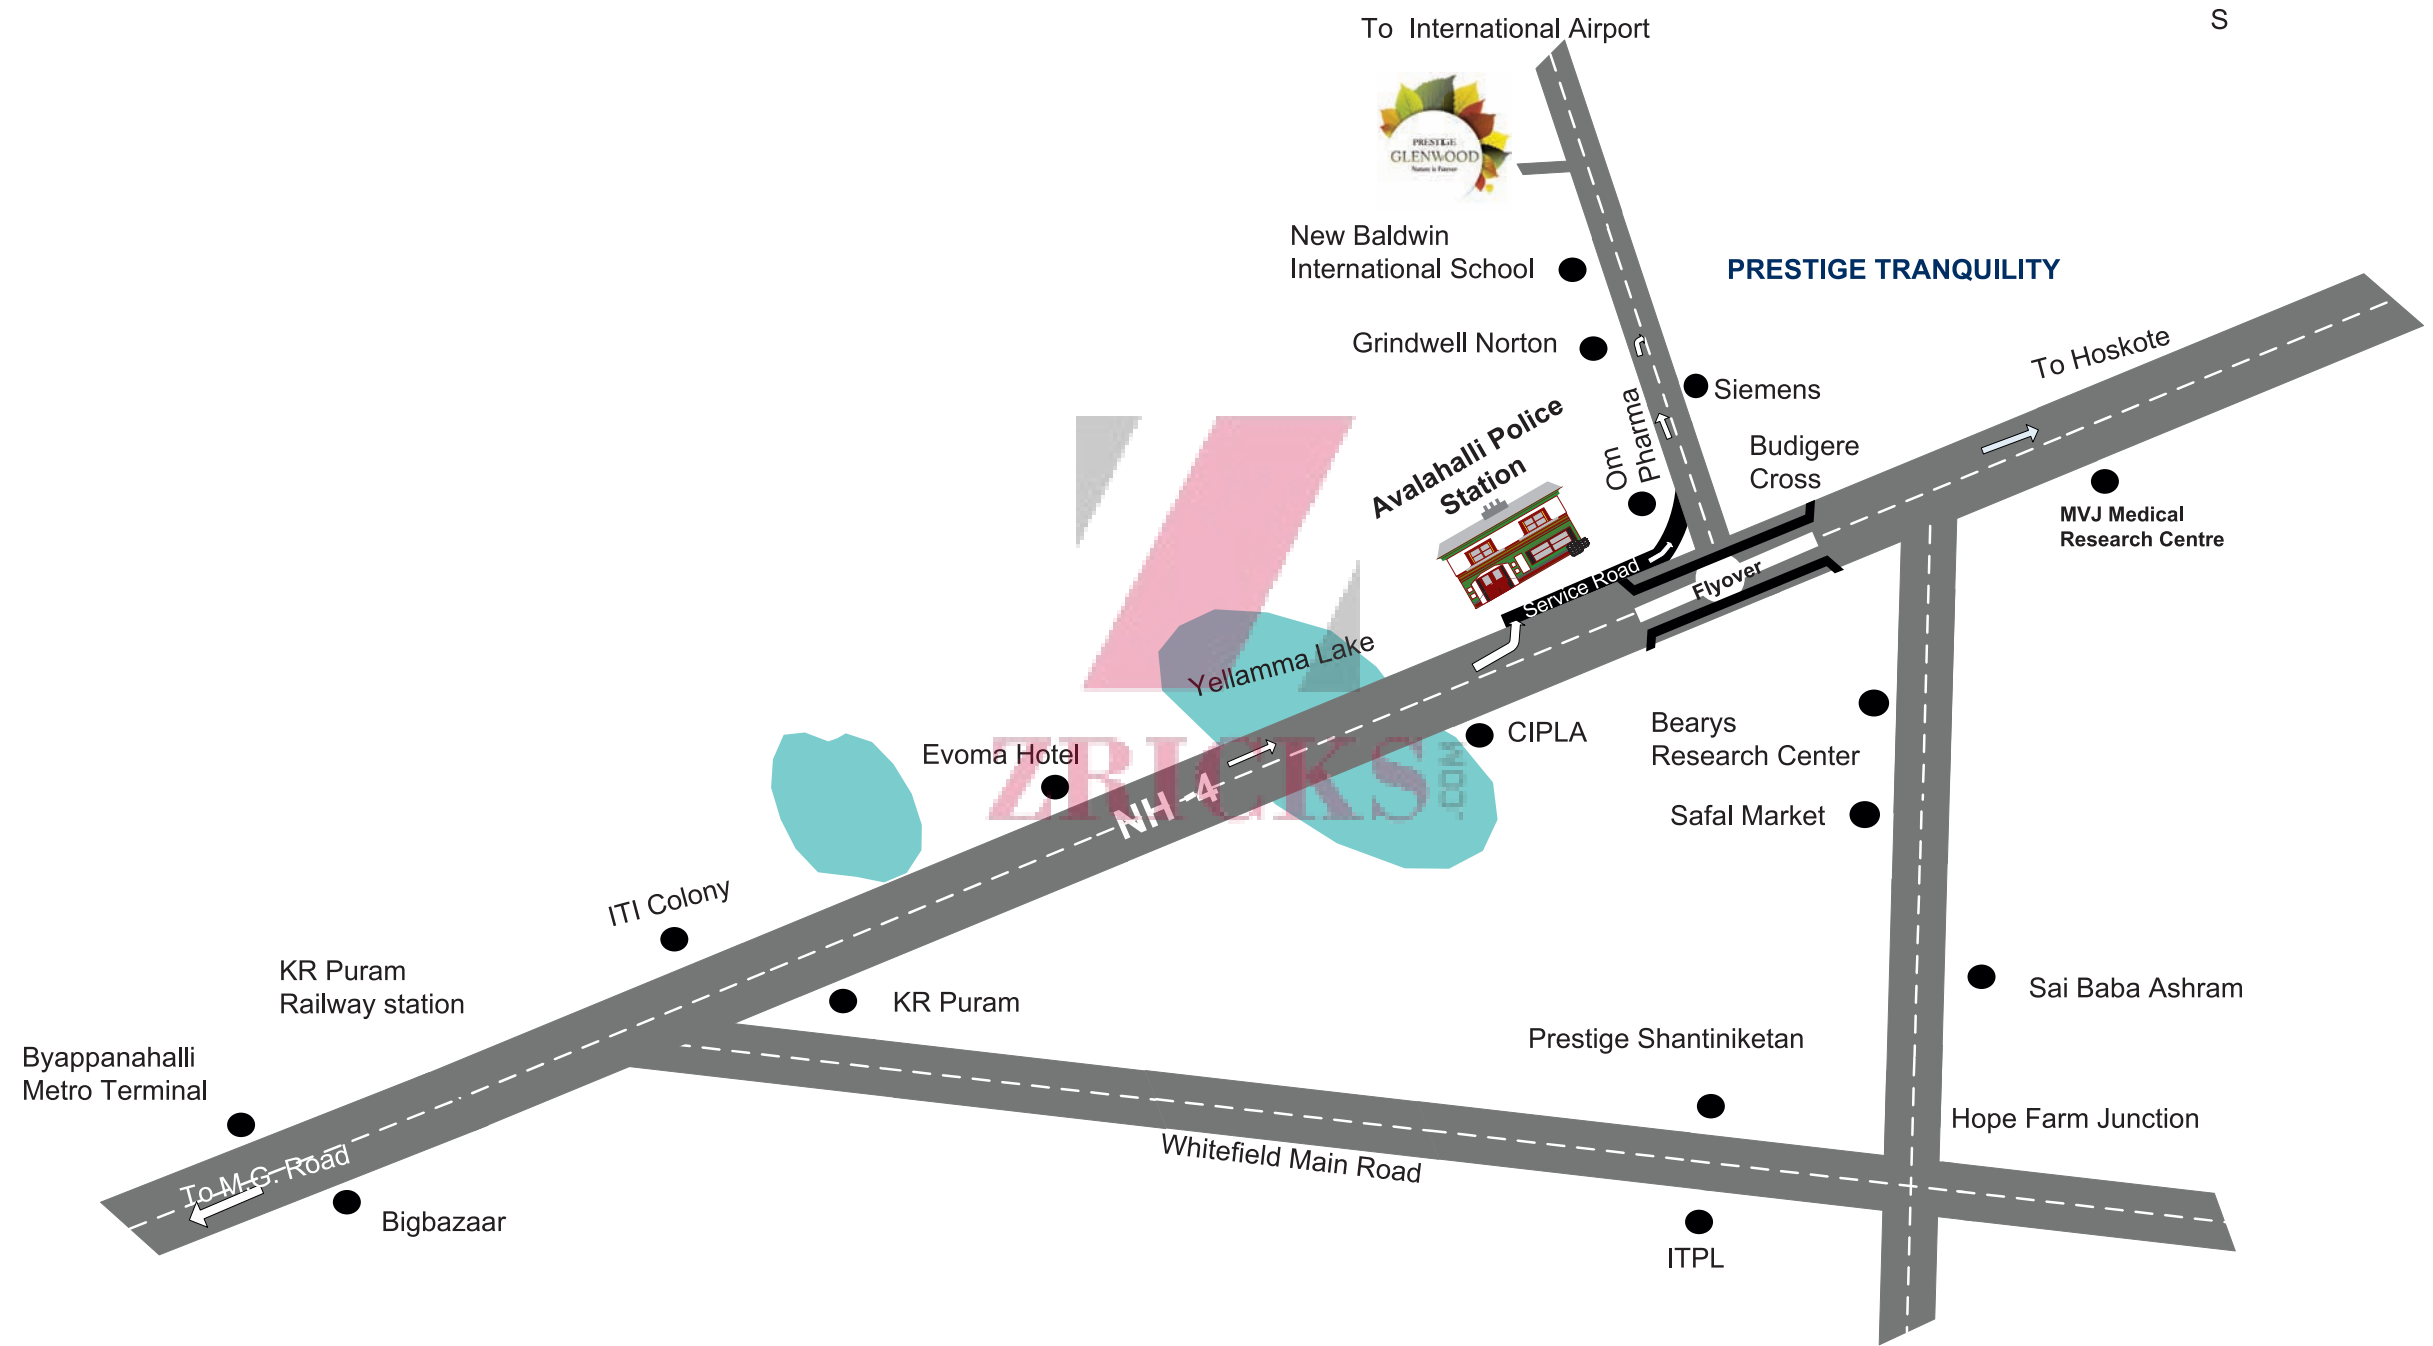 S
To International Airport
PRESTIGE
GLENWOOD
Nature is Forever
New Baldwin
International School
PRESTIGE TRANQUILITY
Grindwell Norton
To Hoskote
Siemens
Om
Pharma
Avalahalli Police
Station
Budigere
Cross
MVJ Medical
Research Centre
Service Road
Flyover
Yellamma Lake
CIPLA
Bearys
Research Center
Evoma Hotel
ZRICKS
.COM
NH -4
Safal Market
ITI Colony
KR Puram
Railway station
KR Puram
Sai Baba Ashram
Prestige Shantiniketan
Byappanahalli
Metro Terminal
Hope Farm Junction
Whitefield Main Road
To M.G. Road
Bigbazaar
ITPL